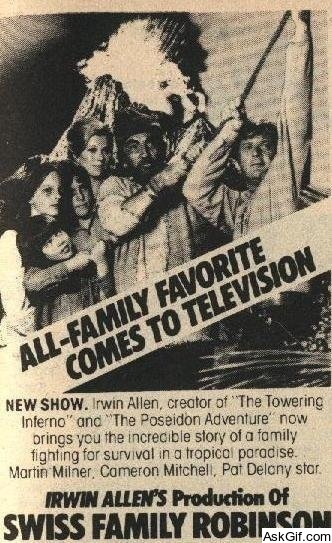 ALL-FAMILY FAVORITE
COMES TO TELEVISION
NEW SHOW. Irwin Allen, creator of "The Towering
Inferno" and "The Poseidon Adventure" now
brings you the incredible story of a family
fighting for survival in a tropical paradise.
Martin Milner, Cameron Mitchell, Pat Delany star.
IRWIN ALLEN'S Production Of
SWISS FAMILY ROBINSON
AskGif.com